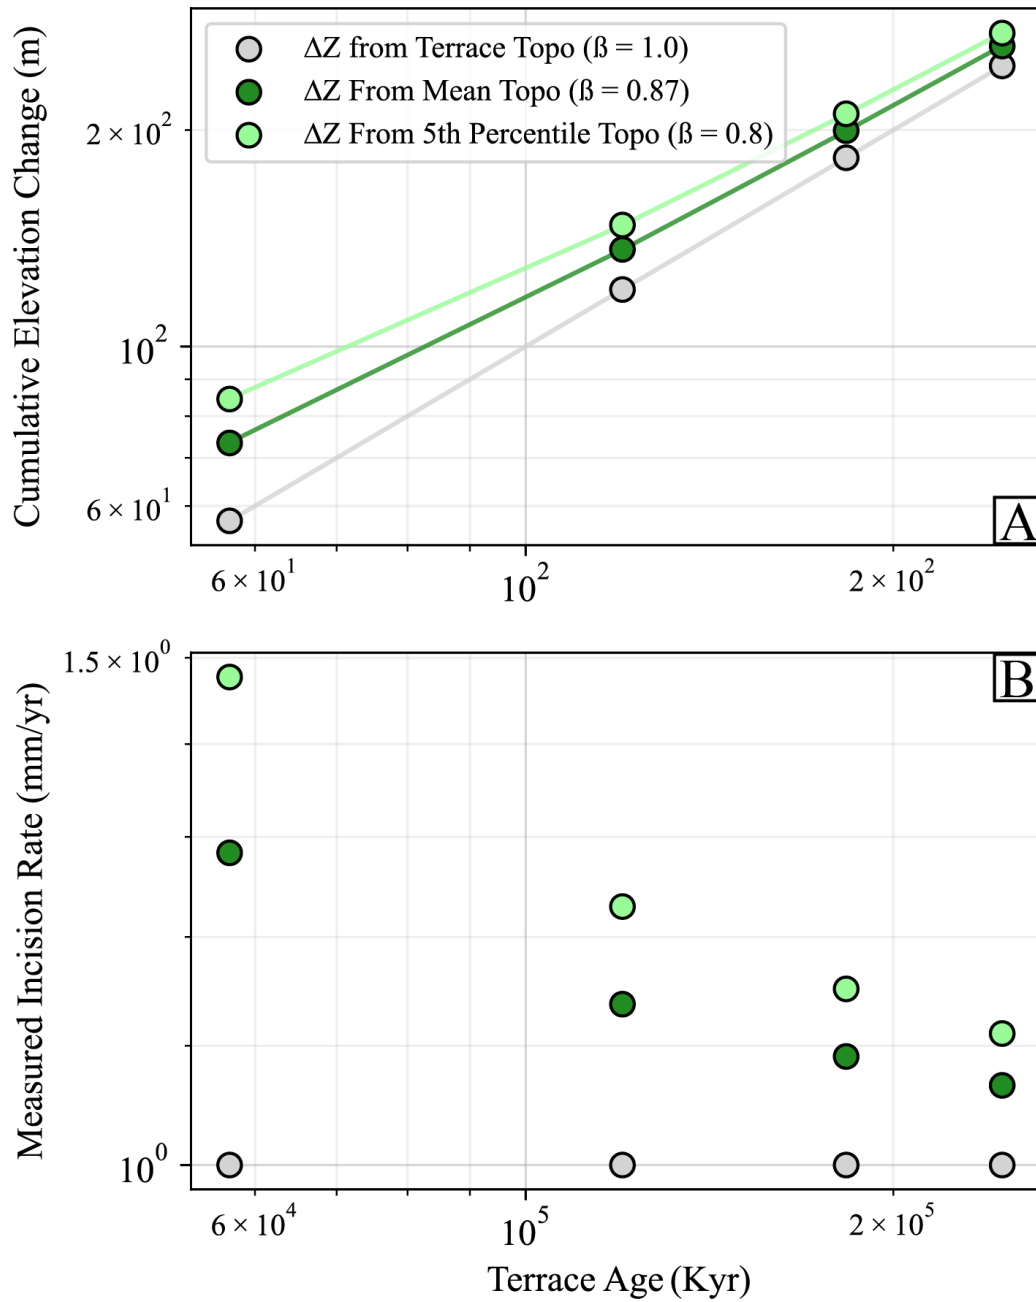 Cumulative Elevation Change (m)
ΔZ from Terrace Topo (ß = 1.0)
ΔZ From Mean Topo (ß = 0.87)
ΔZ From 5th Percentile Topo (ß = 0.8)
2 × 10²
10²
6 × 10¹
A
6 × 10¹
10²
2 × 10²
Measured Incision Rate (mm/yr)
1.5 × 10⁰
B
10⁰
6 × 10⁴
10⁵
2 × 10⁵
Terrace Age (Kyr)